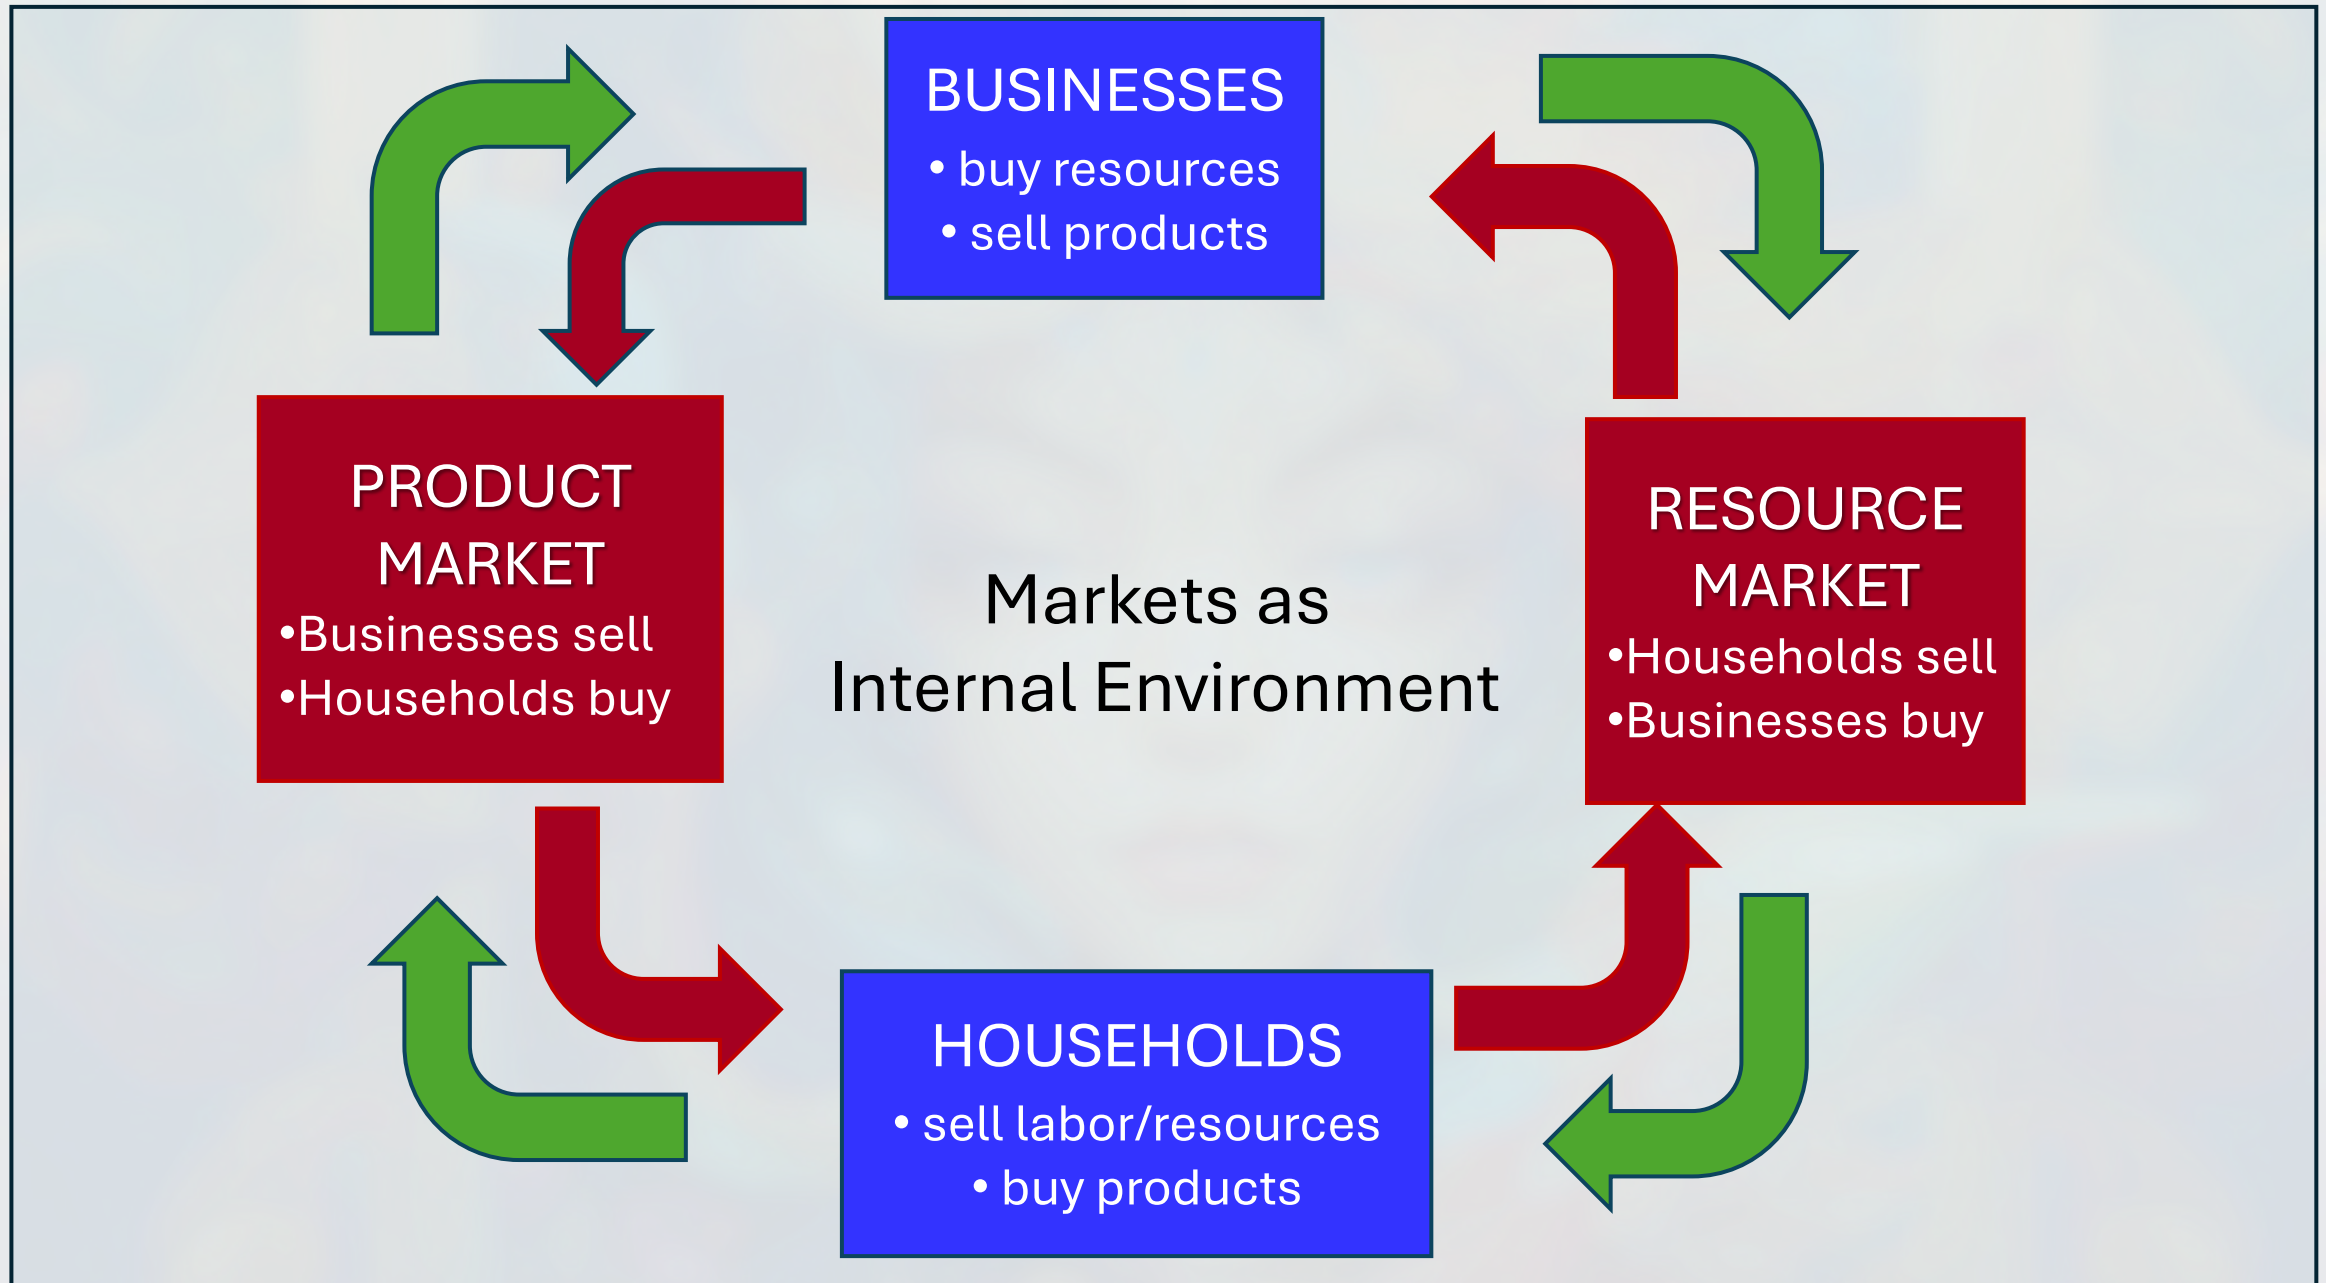 BUSINESSES
• buy resources
• sell products
PRODUCT
MARKET
•Businesses sell
•Households buy
Markets as
Internal Environment
RESOURCE
MARKET
•Households sell
•Businesses buy
HOUSEHOLDS
• sell labor/resources
• buy products